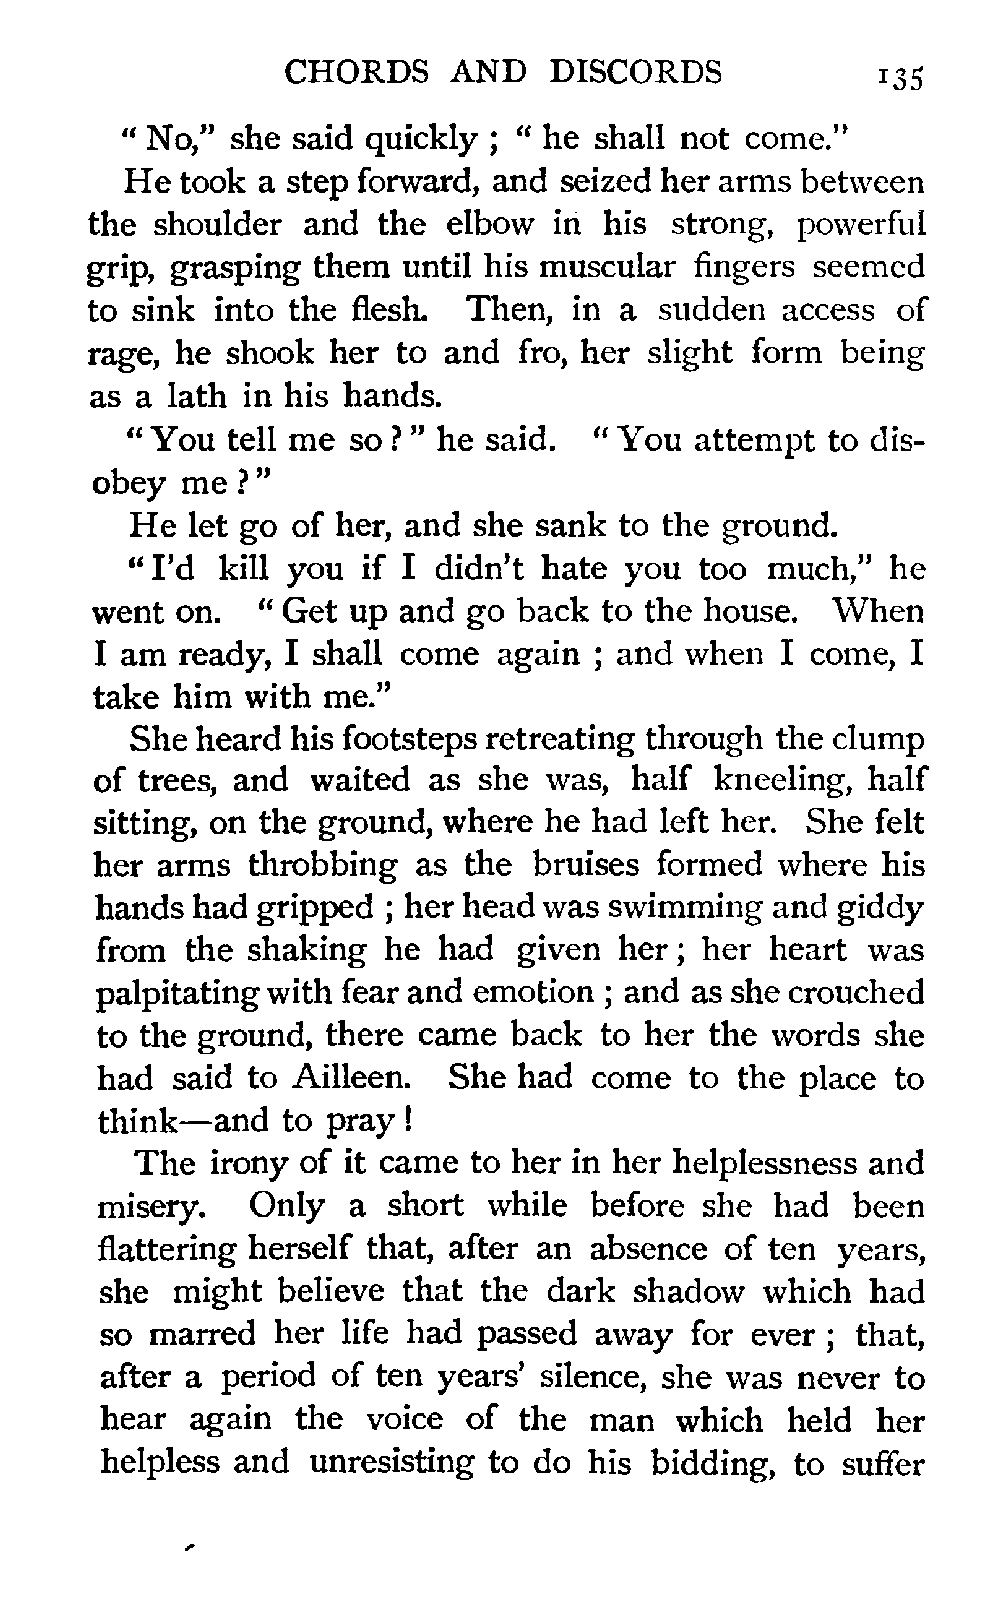 CHORDS AND DISCORDS 135
“ No,” she said quickly ; “ he shall not come.”
He took a step forward, and seized her arms between
the shoulder and the elbow in his strong, powerful
grip, grasping them until his muscular fingers seemed
to sink into the flesh. Then, in a sudden access of
rage, he shook her to and fro, her slight form being
as a lath in his hands.
“ You tell me so ? ” he said. “ You attempt to dis-
obey me ? ”
He let go of her, and she sank to the ground.
“ I’d kill you if I didn’t hate you too much,” he
went on. “ Get up and go back to the house. When
I am ready, I shall come again ; and when I come, I
take him with me.”
She heard his footsteps retreating through the clump
of trees, and waited as she was, half kneeling, half
sitting, on the ground, where he had left her. She felt
her arms throbbing as the bruises formed where his
hands had gripped ; her head was swimming and giddy
from the shaking he had given her ; her heart was
palpitating with fear and emotion ; and as she crouched
to the ground, there came back to her the words she
had said to Ailleen. She had come to the place to
think—and to pray !
The irony of it came to her in her helplessness and
misery. Only a short while before she had been
flattering herself that, after an absence of ten years,
she might believe that the dark shadow which had
so marred her life had passed away for ever ; that,
after a period of ten years’ silence, she was never to
hear again the voice of the man which held her
helpless and unresisting to do his bidding, to suffer